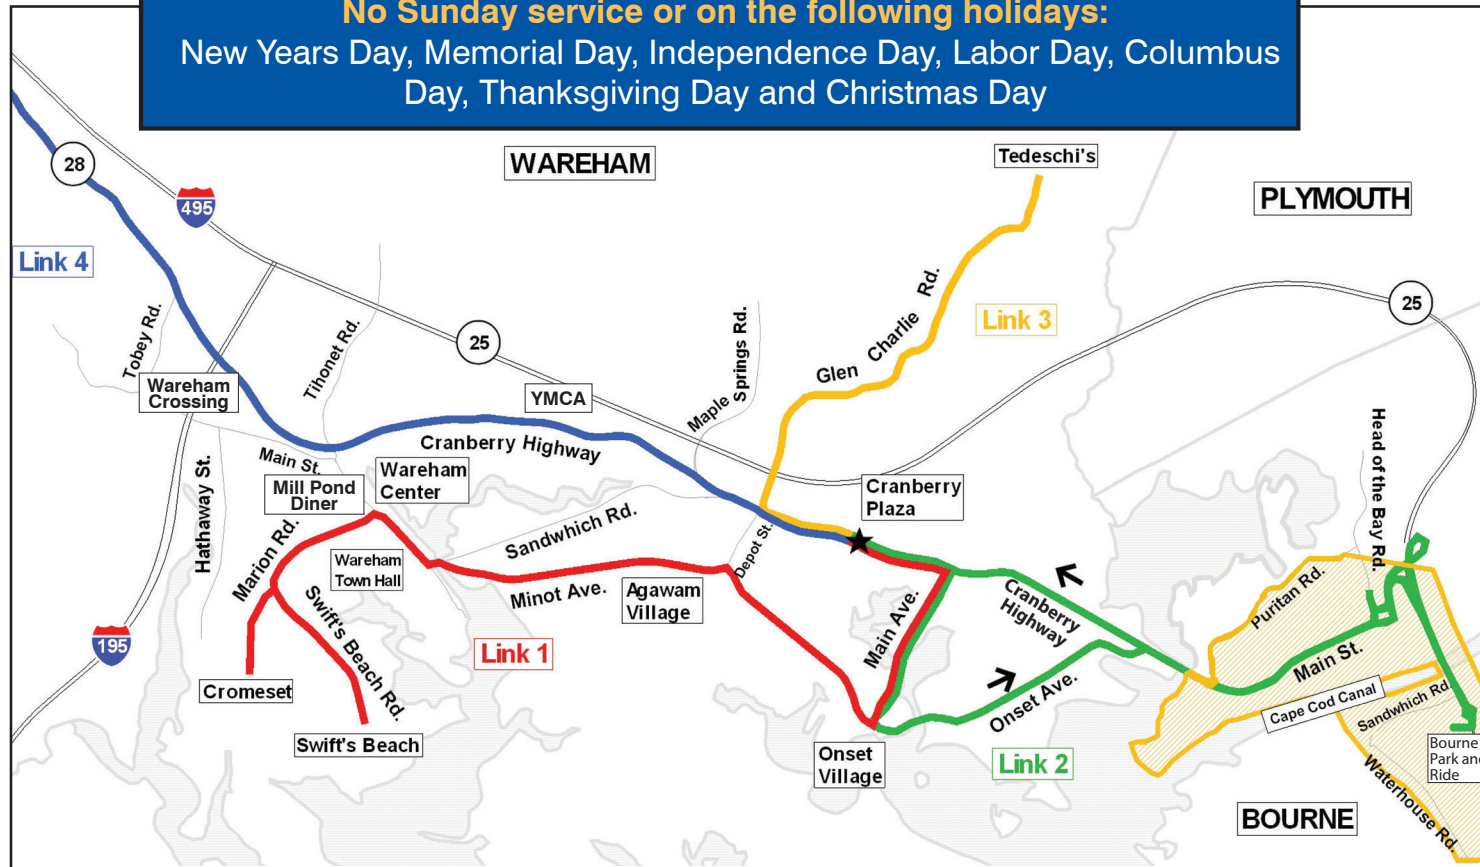 No Sunday service or on the following holidays:
New Years Day, Memorial Day, Independence Day, Labor Day, Columbus
Day, Thanksgiving Day and Christmas Day
WAREHAM
Tedeschi's
PLYMOUTH
28
495
Link 4
25
Link 3
25
Tobey Rd.
Tihonet Rd.
Glen Charlie Rd.
Maple Springs Rd.
Wareham
Crossing
YMCA
Cranberry Highway
Main St.
Wareham
Center
Mill Pond
Diner
Cranberry
Plaza
Head of the Bay Rd.
Hathaway St.
Marion Rd.
Sandwhich Rd.
Depot St.
Wareham
Town Hall
Minot Ave.
Agawam
Village
Main Ave.
Cranberry
Highway
Puritan Rd.
Swift's Beach Rd.
Link 1
195
Main St.
Cromeset
Onset Ave.
Cape Cod Canal
Sandwhich Rd.
Swift's Beach
Onset
Village
Link 2
Bourne
Park and
Ride
Waterhouse Rd.
BOURNE